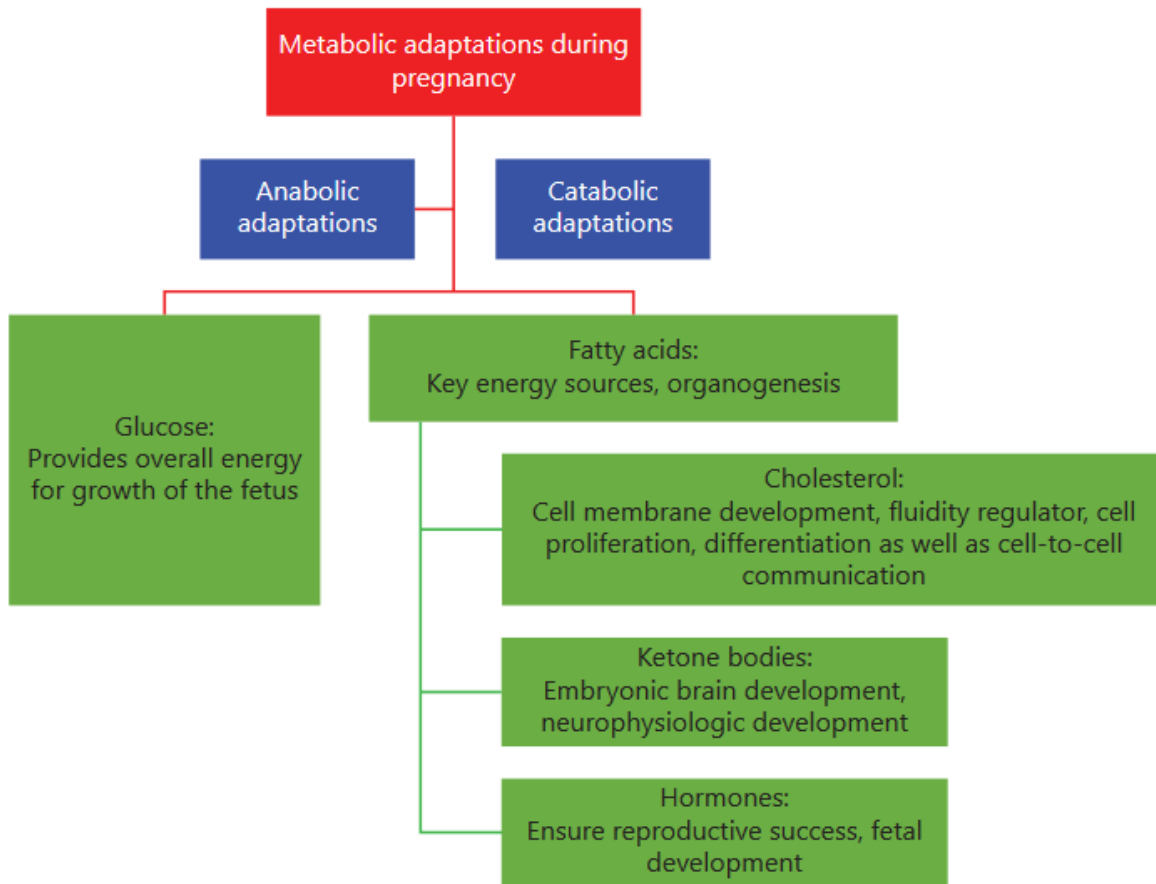 Metabolic adaptations during
pregnancy
Anabolic
adaptations
Catabolic
adaptations
Glucose:
Provides overall energy
for growth of the fetus
Fatty acids:
Key energy sources, organogenesis
Cholesterol:
Cell membrane development, fluidity regulator, cell
proliferation, differentiation as well as cell-to-cell
communication
Ketone bodies:
Embryonic brain development,
neurophysiologic development
Hormones:
Ensure reproductive success, fetal
development